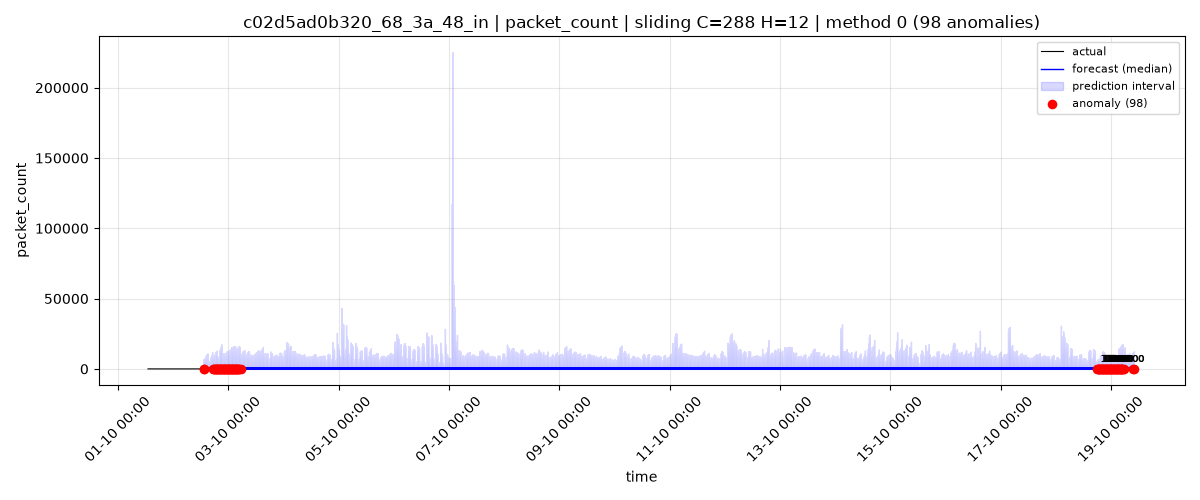 c02d5ad0b320_68_3a_48_in | packet_count | sliding C=288 H=12 | method 0 (98 anomalies)
actual
forecast (median)
prediction interval
anomaly (98)
packet_count
200000
150000
100000
50000
0
01-10 00:00
03-10 00:00
05-10 00:00
07-10 00:00
09-10 00:00
11-10 00:00
13-10 00:00
15-10 00:00
17-10 00:00
19-10 00:00
time